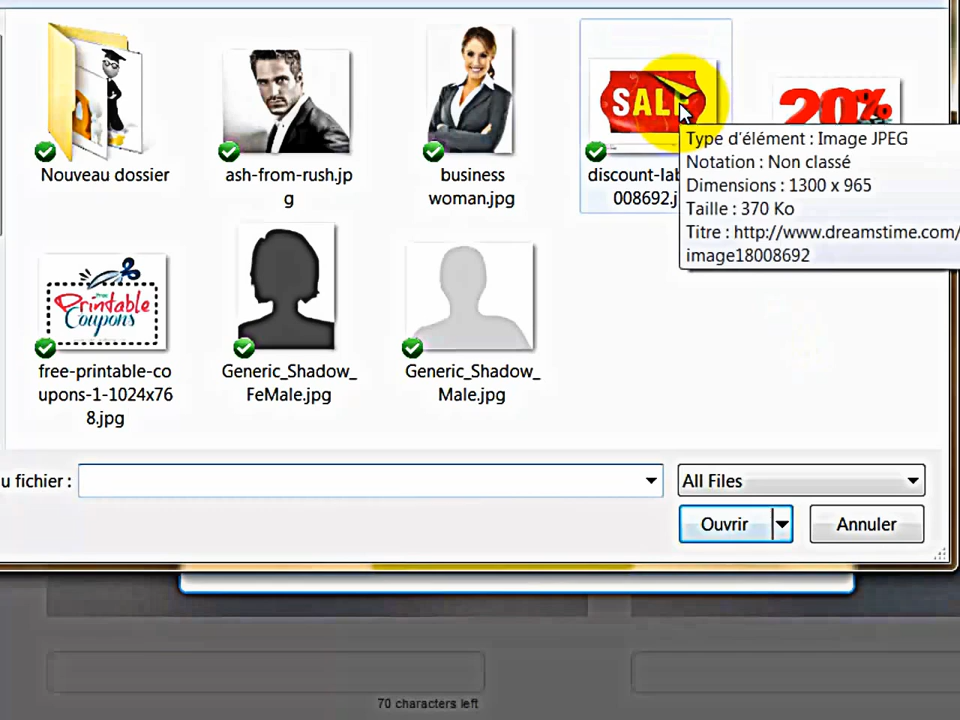 SALE
20%
Type d'élément : Image JPEG
Notation : Non classé
Dimensions : 1300 x 965
Taille : 370 Ko
Titre : http://www.dreamstime.com/
image18008692
Nouveau dossier
ash-from-rush.jp
g
business
woman.jpg
discount-lab
008692.j
Printable
Coupons
free-printable-co
upons-1-1024x76
8.jpg
Generic_Shadow_
FeMale.jpg
Generic_Shadow_
Male.jpg
u fichier :
All Files
Ouvrir
Annuler
70 characters left